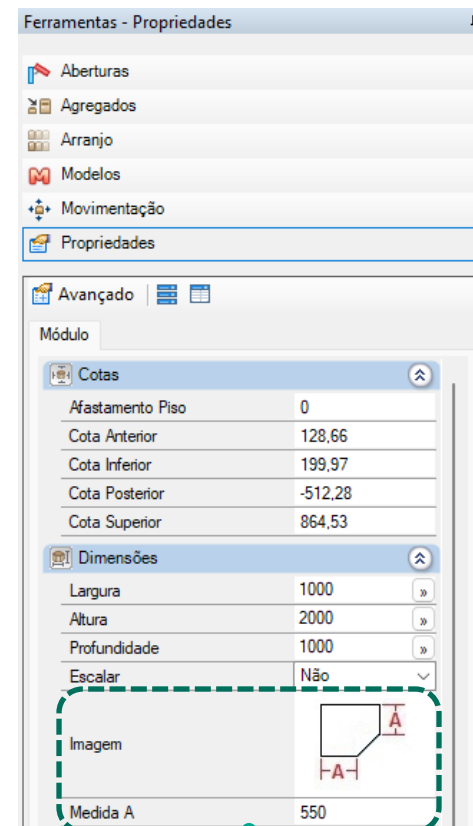 Ferramentas - Propriedades
Aberturas
Agregados
Arranjo
Modelos
Movimentação
Propriedades
Avançado
Módulo
Cotas
Afastamento Piso 0
Cota Anterior 128,66
Cota Inferior 199,97
Cota Posterior -512,28
Cota Superior 864,53
Dimensões
Largura 1000 »
Altura 2000 »
Profundidade 1000 »
Escalar Não
A
Imagem
A
Medida A 550